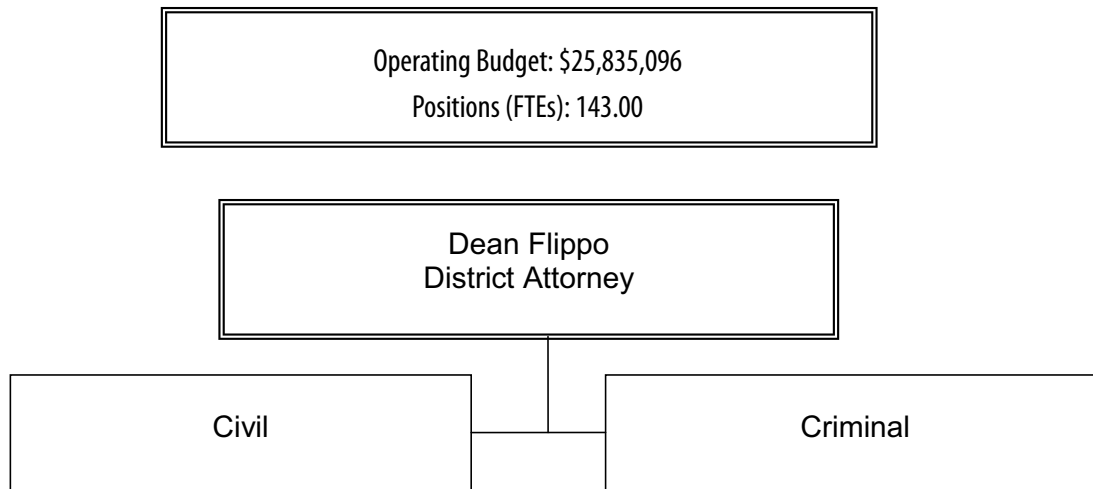 Operating Budget: $25,835,096
Positions (FTEs): 143.00
Dean Flippo
District Attorney
Civil
Criminal